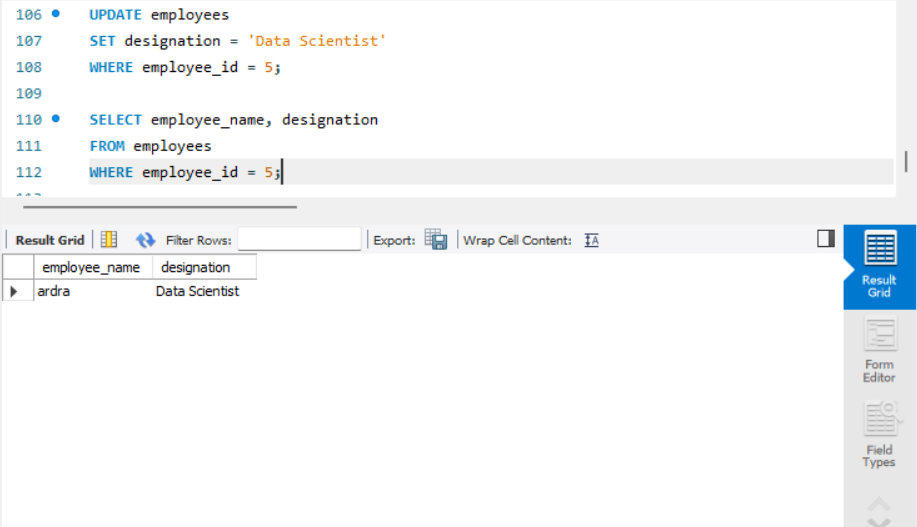 106 UPDATE employees
107 SET designation = 'Data Scientist'
108 WHERE employee_id = 5;
109
110 SELECT employee_name, designation
111 FROM employees
112 WHERE employee_id = 5;
Result Grid Filter Rows: Export: Wrap Cell Content: IA
employee_name designation
ardra Data Scientist
Result
Grid
Form
Editor
Field
Types